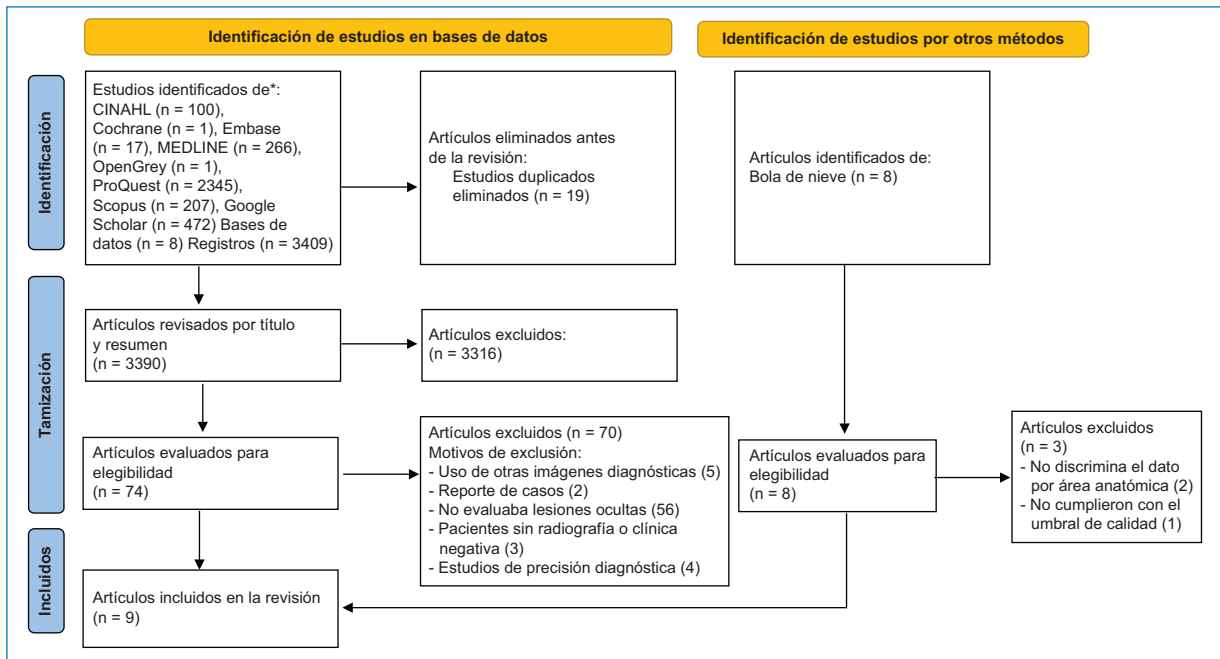 Identificación de estudios en bases de datos
Identificación de estudios por otros métodos
Identificación
Estudios identificados de*:
CINAHL (n = 100),
Cochrane (n = 1), Embase
(n = 17), MEDLINE (n = 266),
OpenGrey (n = 1),
ProQuest (n = 2345),
Scopus (n = 207), Google
Scholar (n = 472) Bases de
datos (n = 8) Registros (n = 3409)
Artículos eliminados antes
de la revisión:
Estudios duplicados
eliminados (n = 19)
Artículos identificados de:
Bola de nieve (n = 8)
Tamización
Artículos revisados por título
y resumen
(n = 3390)
Artículos excluidos:
(n = 3316)
Artículos evaluados para
elegibilidad
(n = 74)
Artículos excluidos (n = 70)
Motivos de exclusión:
- Uso de otras imágenes diagnósticas (5)
- Reporte de casos (2)
- No evaluaba lesiones ocultas (56)
- Pacientes sin radiografía o clínica
negativa (3)
- Estudios de precisión diagnóstica (4)
Artículos evaluados para
elegibilidad
(n = 8)
Artículos excluidos
(n = 3)
- No discrimina el dato
por área anatómica (2)
- No cumplieron con el
umbral de calidad (1)
Incluidos
Artículos incluidos en la revisión
(n = 9)